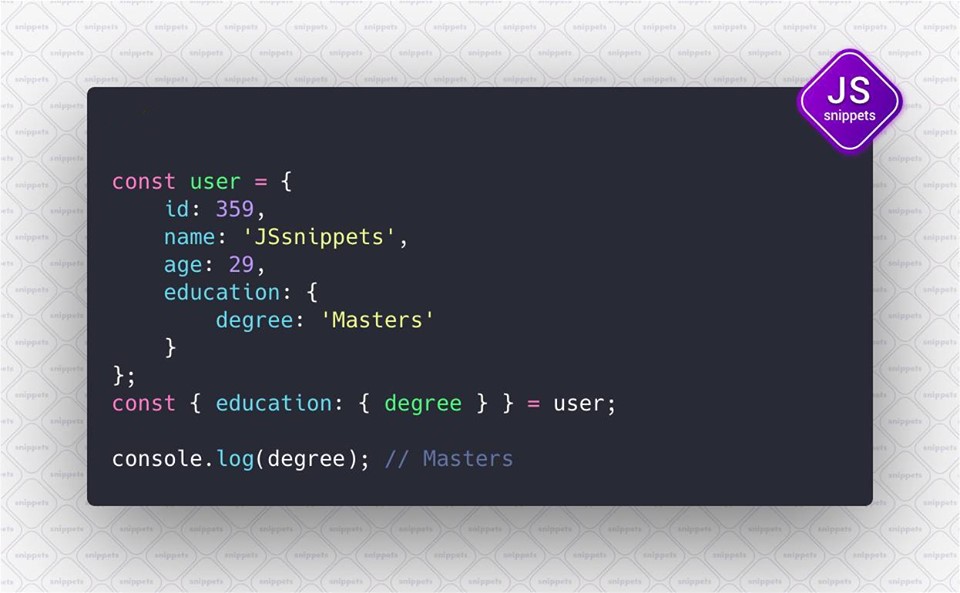 JS
snippets
const user = {
    id: 359,
    name: 'JSsnippets',
    age: 29,
    education: {
        degree: 'Masters'
    }
};
const { education: { degree } } = user;
console.log(degree); // Masters